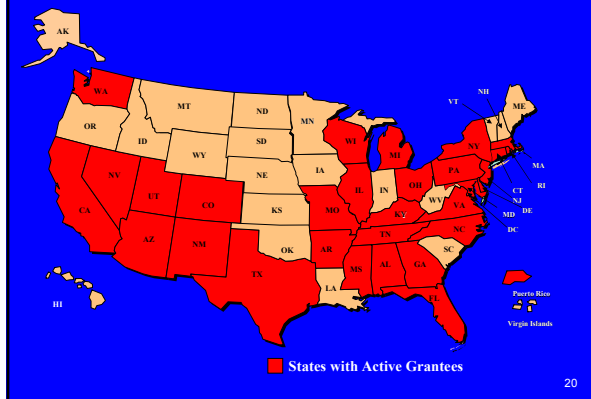 AK
WA
MT
ND
MN
OR
ID
SD
WY
NE
IA
WI
MI
NY
VT
NH
ME
MA
RI
CT
NJ
DE
MD
DC
PA
OH
IN
IL
WV
VA
KY
NV
UT
CO
KS
MO
CA
AZ
NM
OK
AR
TN
NC
SC
MS
AL
GA
TX
LA
FL
HI
Puerto Rico
Virgin Islands
States with Active Grantees
20